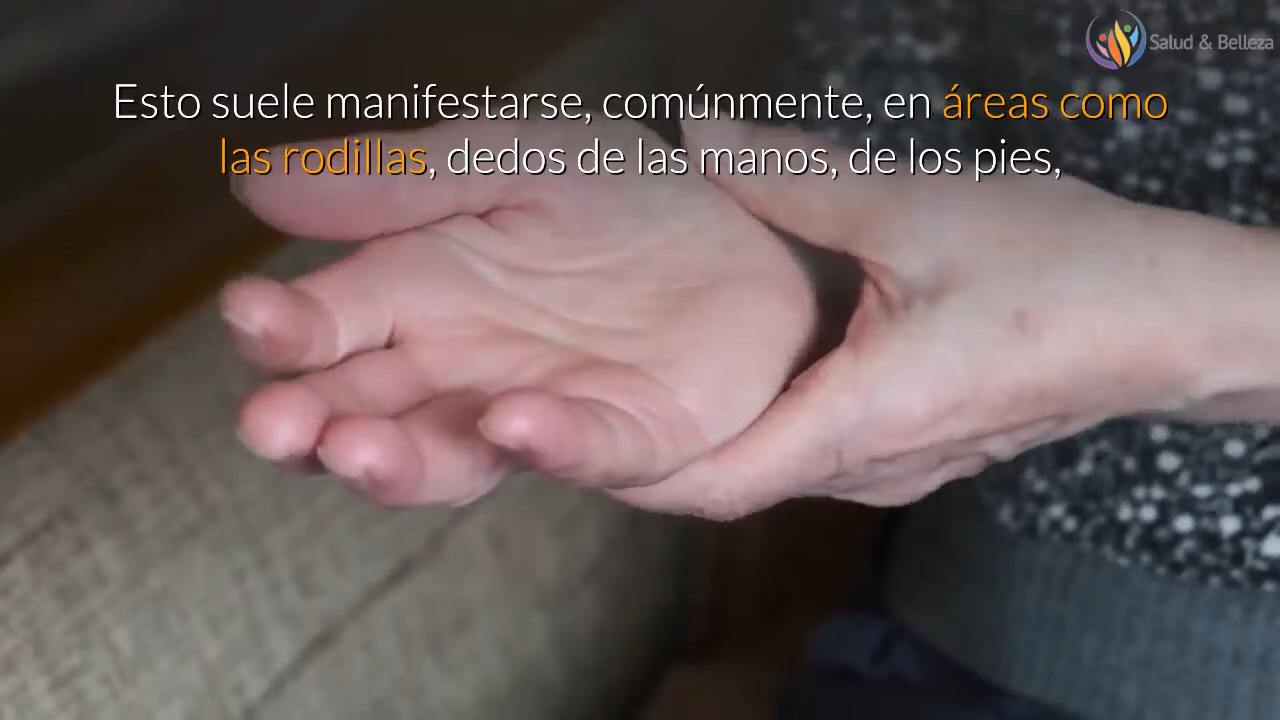 Salud & Belleza
Esto suele manifestarse, comúnmente, en áreas como
las rodillas, dedos de las manos, de los pies,